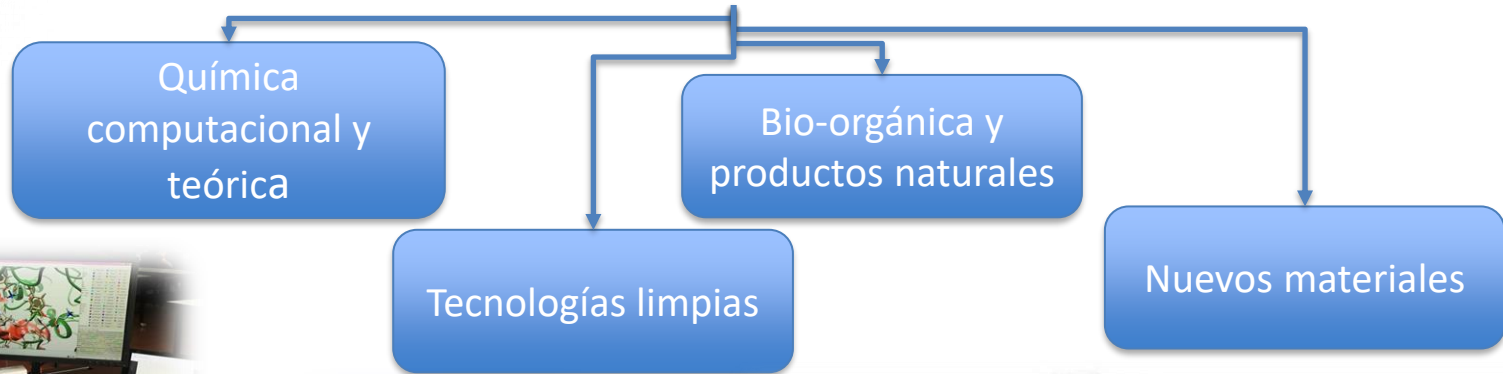 Química
computacional y
teórica
Bio-orgánica y
productos naturales
Tecnologías limpias
Nuevos materiales